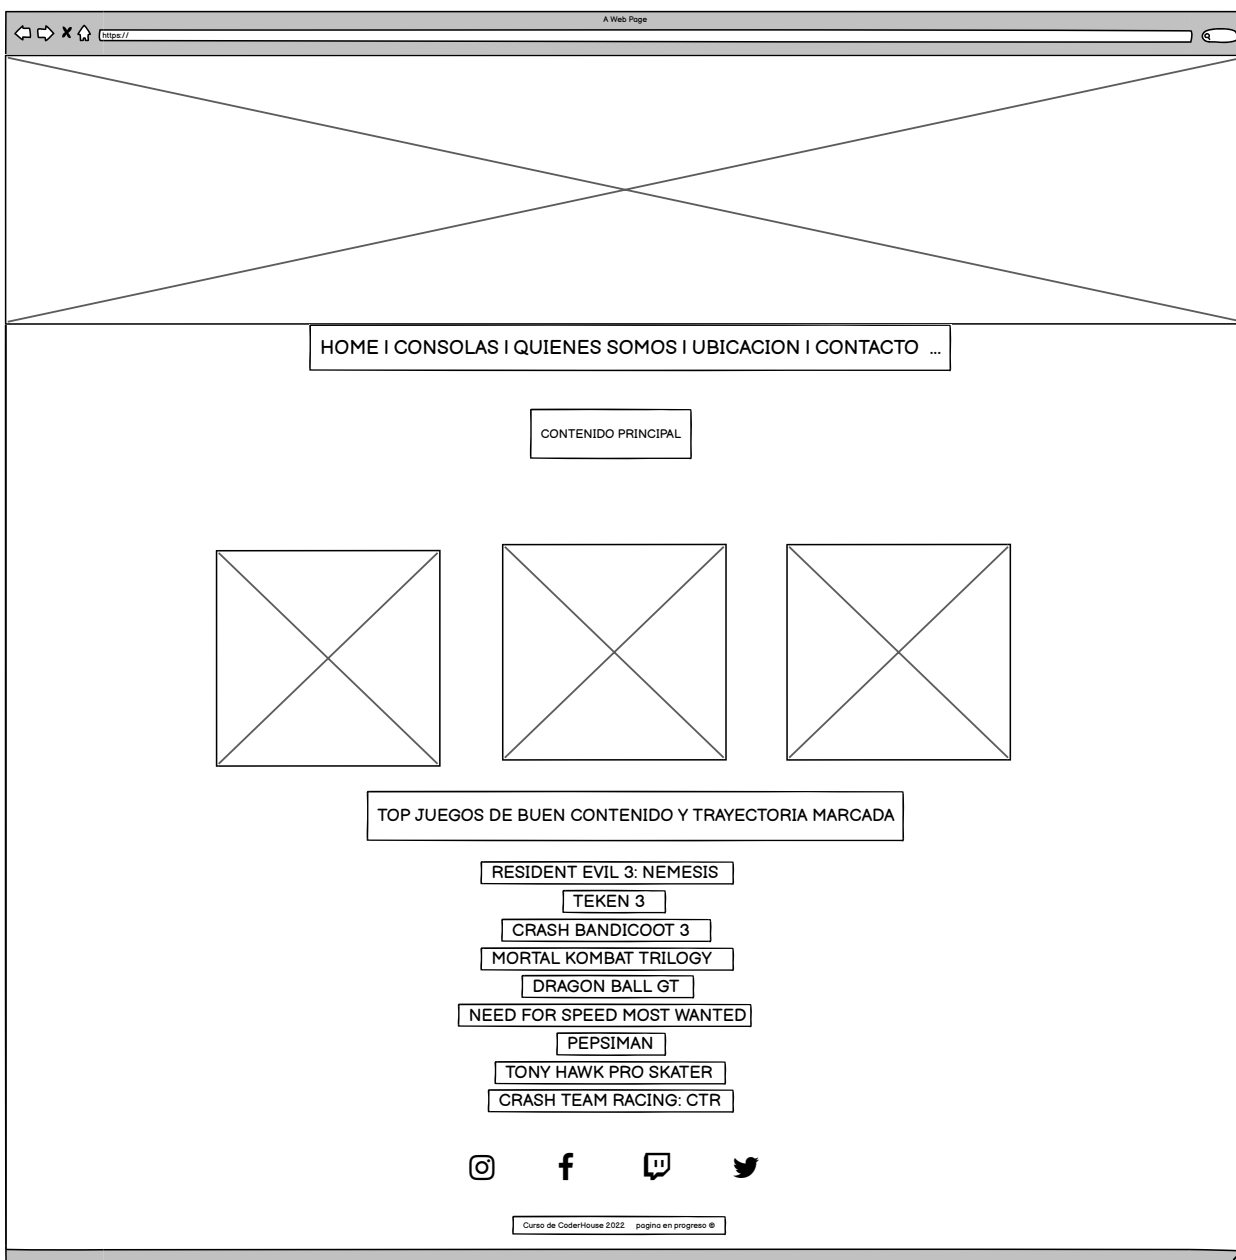 A Web Page
https://
HOME | CONSOLAS | QUIENES SOMOS | UBICACION | CONTACTO ...
CONTENIDO PRINCIPAL
TOP JUEGOS DE BUEN CONTENIDO Y TRAYECTORIA MARCADA
RESIDENT EVIL 3: NEMESIS
TEKEN 3
CRASH BANDICOOT 3
MORTAL KOMBAT TRILOGY
DRAGON BALL GT
NEED FOR SPEED MOST WANTED
PEPSIMAN
TONY HAWK PRO SKATER
CRASH TEAM RACING: CTR
Curso de CoderHouse 2022 pagina en progreso ®